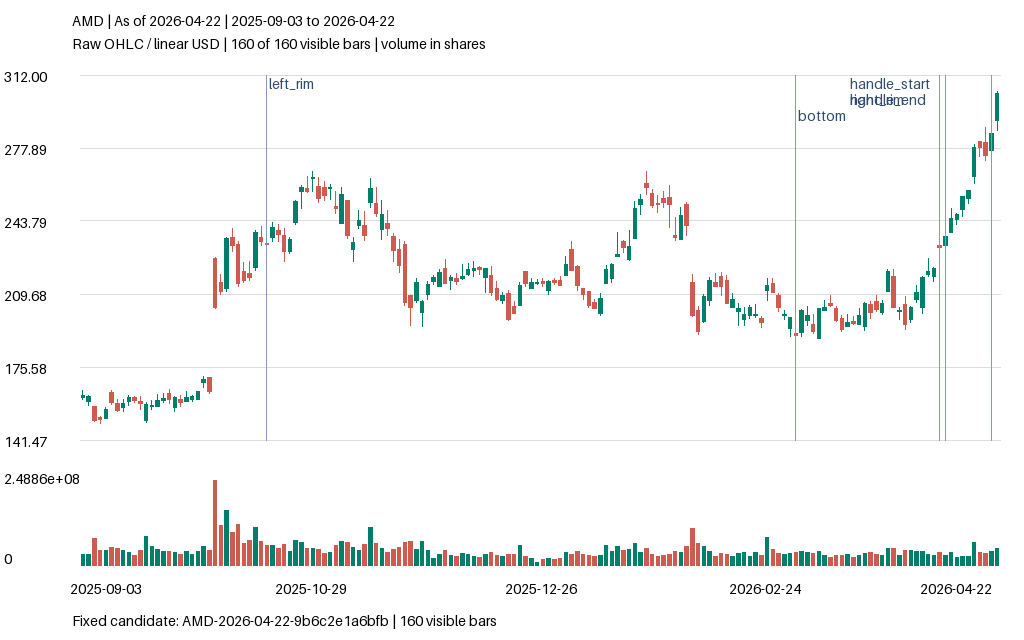 AMD | As of 2026-04-22 | 2025-09-03 to 2026-04-22
Raw OHLC / linear USD | 160 of 160 visible bars | volume in shares
312.00
left_rim
handle_start
bottom
277.89
243.79
209.68
175.58
141.47
2.4886e+08
0
2025-09-03
2025-10-29
2025-12-26
2026-02-24
2026-04-22
Fixed candidate: AMD-2026-04-22-9b6c2e1a6bfb | 160 visible bars